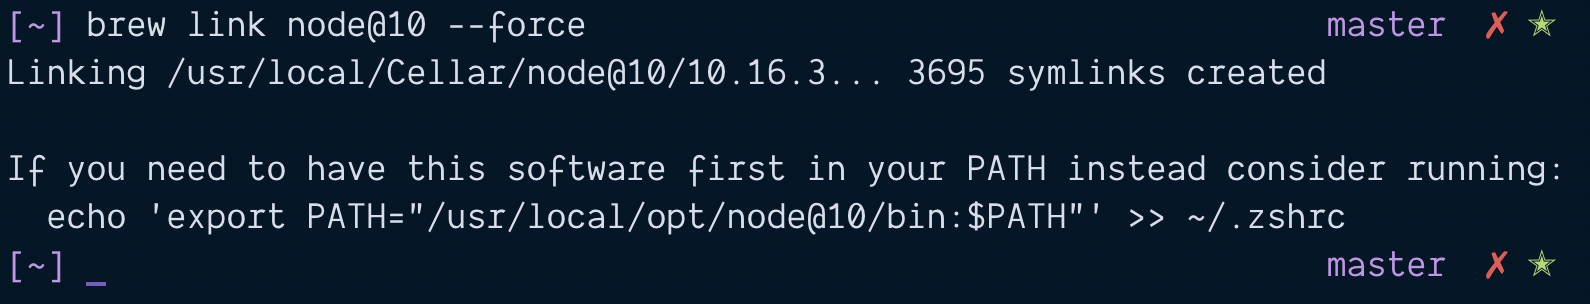 [~] brew link node@10 --force master ✗ ✭
Linking /usr/local/Cellar/node@10/10.16.3... 3695 symlinks created
If you need to have this software first in your PATH instead consider running:
  echo 'export PATH="/usr/local/opt/node@10/bin:$PATH"' >> ~/.zshrc
[~] _ master ✗ ✭